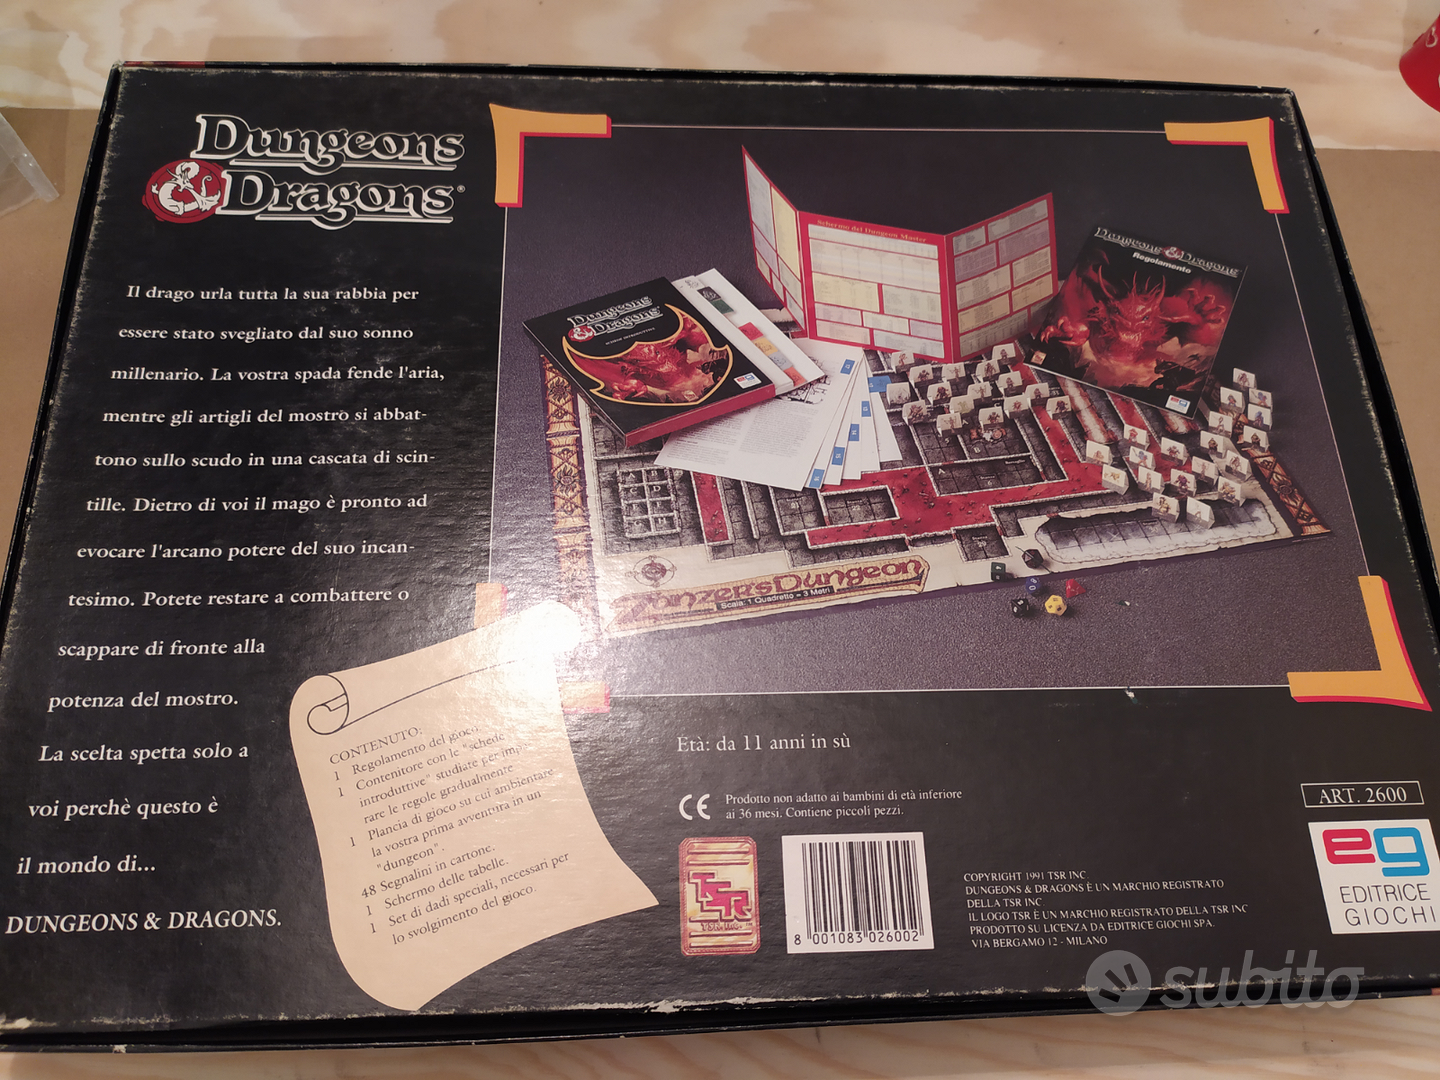 Dungeons
& Dragons®
Il drago urla tutta la sua rabbia per
essere stato svegliato dal suo sonno
millenario. La vostra spada fende l'aria,
mentre gli artigli del mostro si abbat-
tono sullo scudo in una cascata di scin-
tille. Dietro di voi il mago è pronto ad
evocare l'arcano potere del suo incan-
tesimo. Potete restare a combattere o
scappare di fronte alla
potenza del mostro.
La scelta spetta solo a
voi perchè questo è
il mondo di...
DUNGEONS & DRAGONS.
CONTENUTO:
1 Regolamento del gioco.
1 Contenitore con le "schede
introduttive" studiate per impa-
rare le regole gradualmente
1 Plancia di gioco su cui ambientare
la vostra prima avventura in un
"dungeon".
48 Segnalini in cartone.
1 Schermo delle tabelle.
1 Set di dadi speciali, necessari per
lo svolgimento del gioco.
Schermo del Dungeon Master
Dungeons
& Dragons
SCHEDE INTRODUTTIVE
Dungeons & Dragons
Regolamento
Zanzer's Dungeon
Scala: 1 Quadretto = 3 Metri
Età: da 11 anni in sù
CE
Prodotto non adatto ai bambini di età inferiore
ai 36 mesi. Contiene piccoli pezzi.
TSR
8 001083 026002
COPYRIGHT 1991 TSR INC.
DUNGEONS & DRAGONS È UN MARCHIO REGISTRATO
DELLA TSR INC.
IL LOGO TSR È UN MARCHIO REGISTRATO DELLA TSR INC
PRODOTTO SU LICENZA DA EDITRICE GIOCHI SPA.
VIA BERGAMO 12 - MILANO
ART. 2600
eg
EDITRICE
GIOCHI
subito